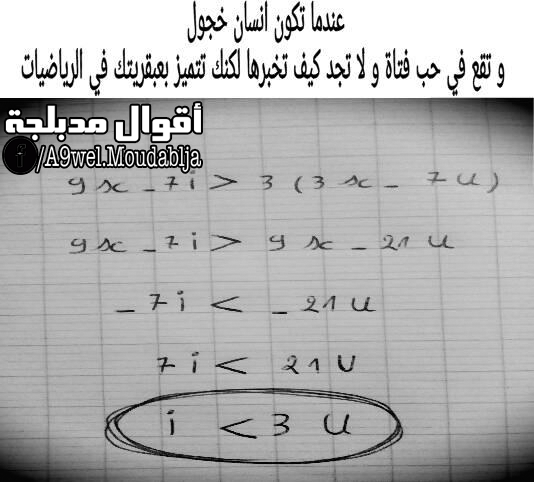 عندما تكون انسان خجول
و تقع في حب فتاة و لا تجد كيف تخبرها لكنك تتميز بعبقريتك في الرياضيات
أقوال مدبلجة
f/A9wel.Moudablja
9x - 7i > 3 (3x - 7u)
9x - 7i > 9x - 21u
- 7i < - 21u
7i < 21u
i < 3 u